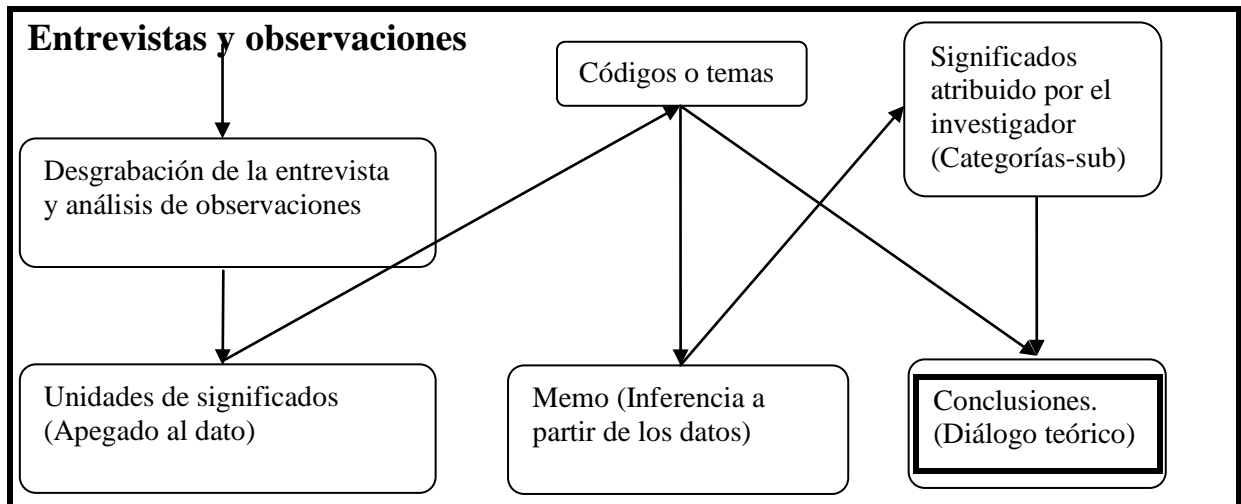 Entrevistas y observaciones
Desgrabación de la entrevista
y análisis de observaciones
Unidades de significados
(Apegado al dato)
Códigos o temas
Memo (Inferencia a
partir de los datos)
Significados
atribuido por el
investigador
(Categorías-sub)
Conclusiones.
(Diálogo teórico)